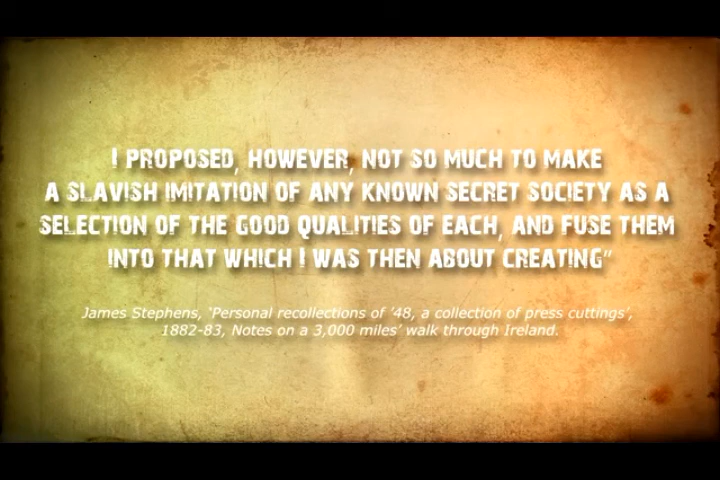 I PROPOSED, HOWEVER, NOT SO MUCH TO MAKE
A SLAVISH IMITATION OF ANY KNOWN SECRET SOCIETY AS A
SELECTION OF THE GOOD QUALITIES OF EACH, AND FUSE THEM
INTO THAT WHICH I WAS THEN ABOUT CREATING"
James Stephens, 'Personal recollections of '48, a collection of press cuttings',
1882-83, Notes on a 3,000 miles' walk through Ireland.